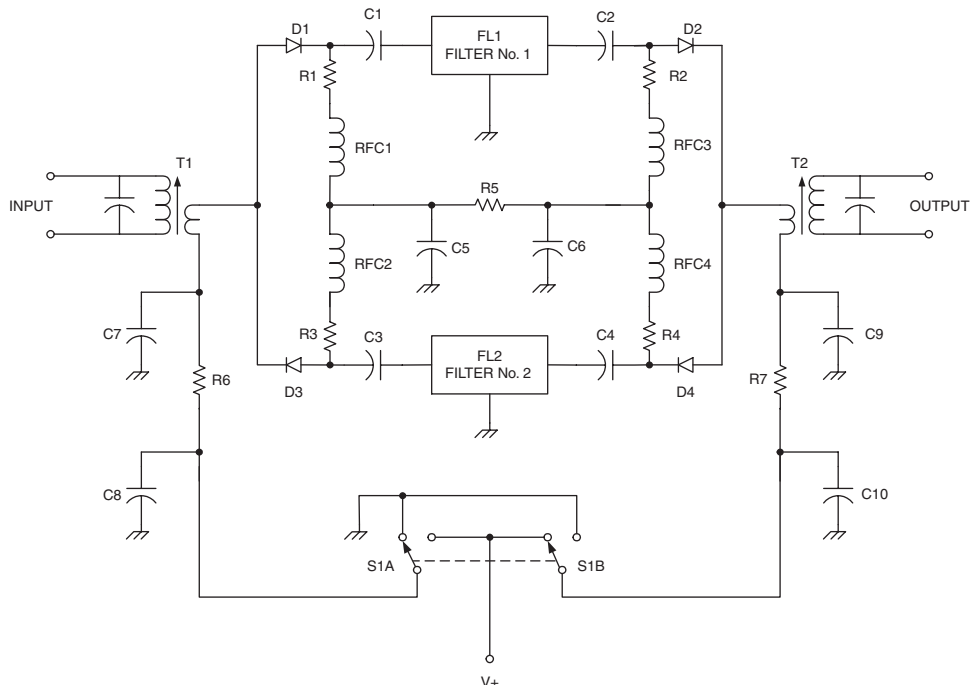 D1
C1
FL1
FILTER No. 1
C2
D2
R1
R2
RFC1
RFC3
T1
T2
R5
INPUT
OUTPUT
C5
C6
RFC2
RFC4
C7
R3
C3
FL2
FILTER No. 2
C4
R4
C9
R6
D3
D4
R7
C8
C10
S1A
S1B
V+